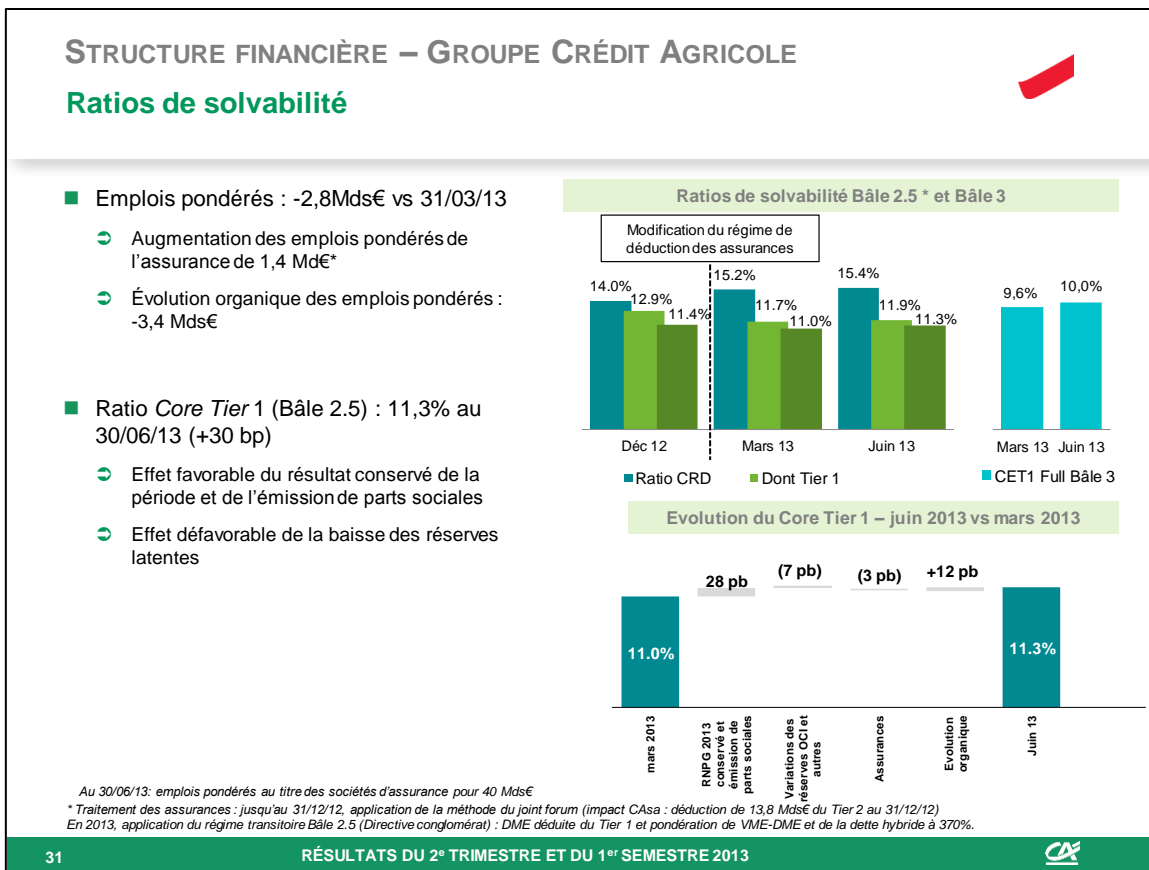 STRUCTURE FINANCIÈRE – GROUPE CRÉDIT AGRICOLE
Ratios de solvabilité
Emplois pondérés : -2,8Mds€ vs 31/03/13
Augmentation des emplois pondérés de
l'assurance de 1,4 Md€*
Évolution organique des emplois pondérés :
-3,4 Mds€
Ratio Core Tier 1 (Bâle 2.5) : 11,3% au
30/06/13 (+30 bp)
Effet favorable du résultat conservé de la
période et de l'émission de parts sociales
Effet défavorable de la baisse des réserves
latentes
Ratios de solvabilité Bâle 2.5 * et Bâle 3
Modification du régime de
déduction des assurances
14.0%
12.9%
11.4%
15.2%
11.7%
11.0%
15.4%
11.9%
11.3%
9,6%
10,0%
Déc 12
Mars 13
Juin 13
Mars 13
Juin 13
Ratio CRD
Dont Tier 1
CET1 Full Bâle 3
Evolution du Core Tier 1 – juin 2013 vs mars 2013
28 pb
(7 pb)
(3 pb)
+12 pb
11.0%
11.3%
mars 2013
RNPG 2013
conservé et
émission de
parts sociales
Variations des
réserves OCI et
autres
Assurances
Evolution
organique
Juin 13
Au 30/06/13: emplois pondérés au titre des sociétés d'assurance pour 40 Mds€
* Traitement des assurances : jusqu'au 31/12/12, application de la méthode du joint forum (impact CAsa : déduction de 13,8 Mds€ du Tier 2 au 31/12/12)
En 2013, application du régime transitoire Bâle 2.5 (Directive conglomérat) : DME déduite du Tier 1 et pondération de VME-DME et de la dette hybride à 370%.
31
RÉSULTATS DU 2e TRIMESTRE ET DU 1er SEMESTRE 2013